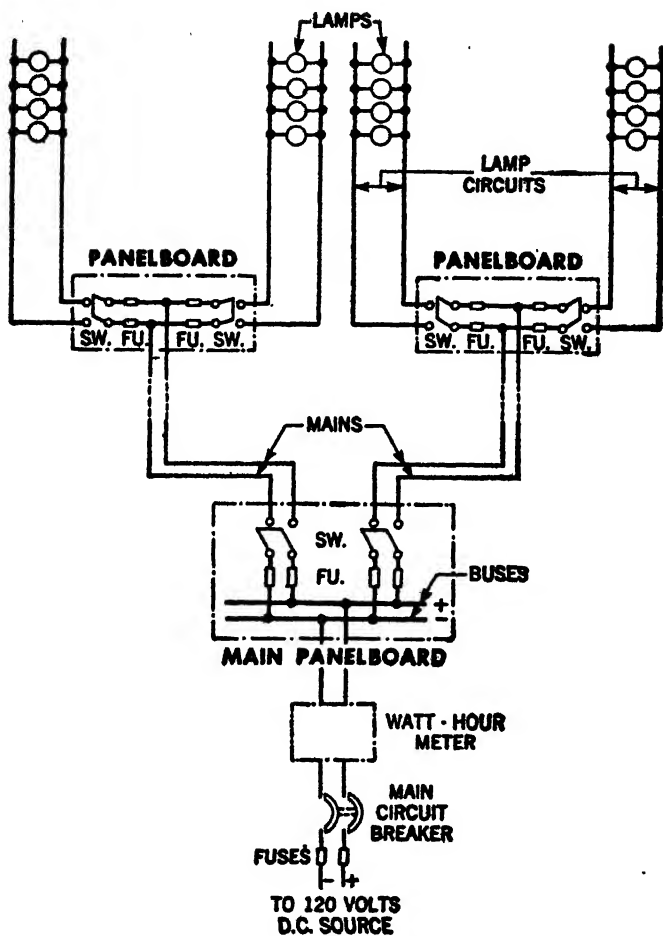 LAMPS
LAMP
CIRCUITS
PANELBOARD
PANELBOARD
SW. FU. FU. SW.
SW. FU. FU. SW.
MAINS
SW.
FU.
BUSES
+
-
MAIN PANELBOARD
WATT-HOUR
METER
MAIN
CIRCUIT
BREAKER
FUSES
- +
TO 120 VOLTS
D.C. SOURCE